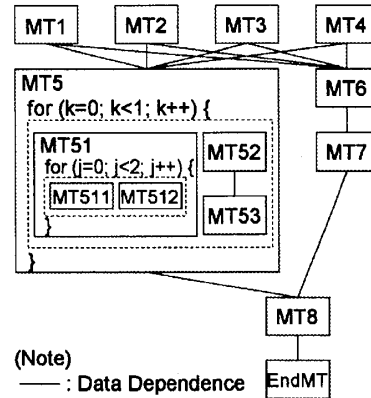 MT1 MT2 MT3 MT4
MT5
MT6
for (k=0; k<1; k++) {
MT51
MT52
MT7
for (j=0; j<2; j++) {
MT511 MT512
MT53
}
}
MT8
(Note)
: Data Dependence
EndMT